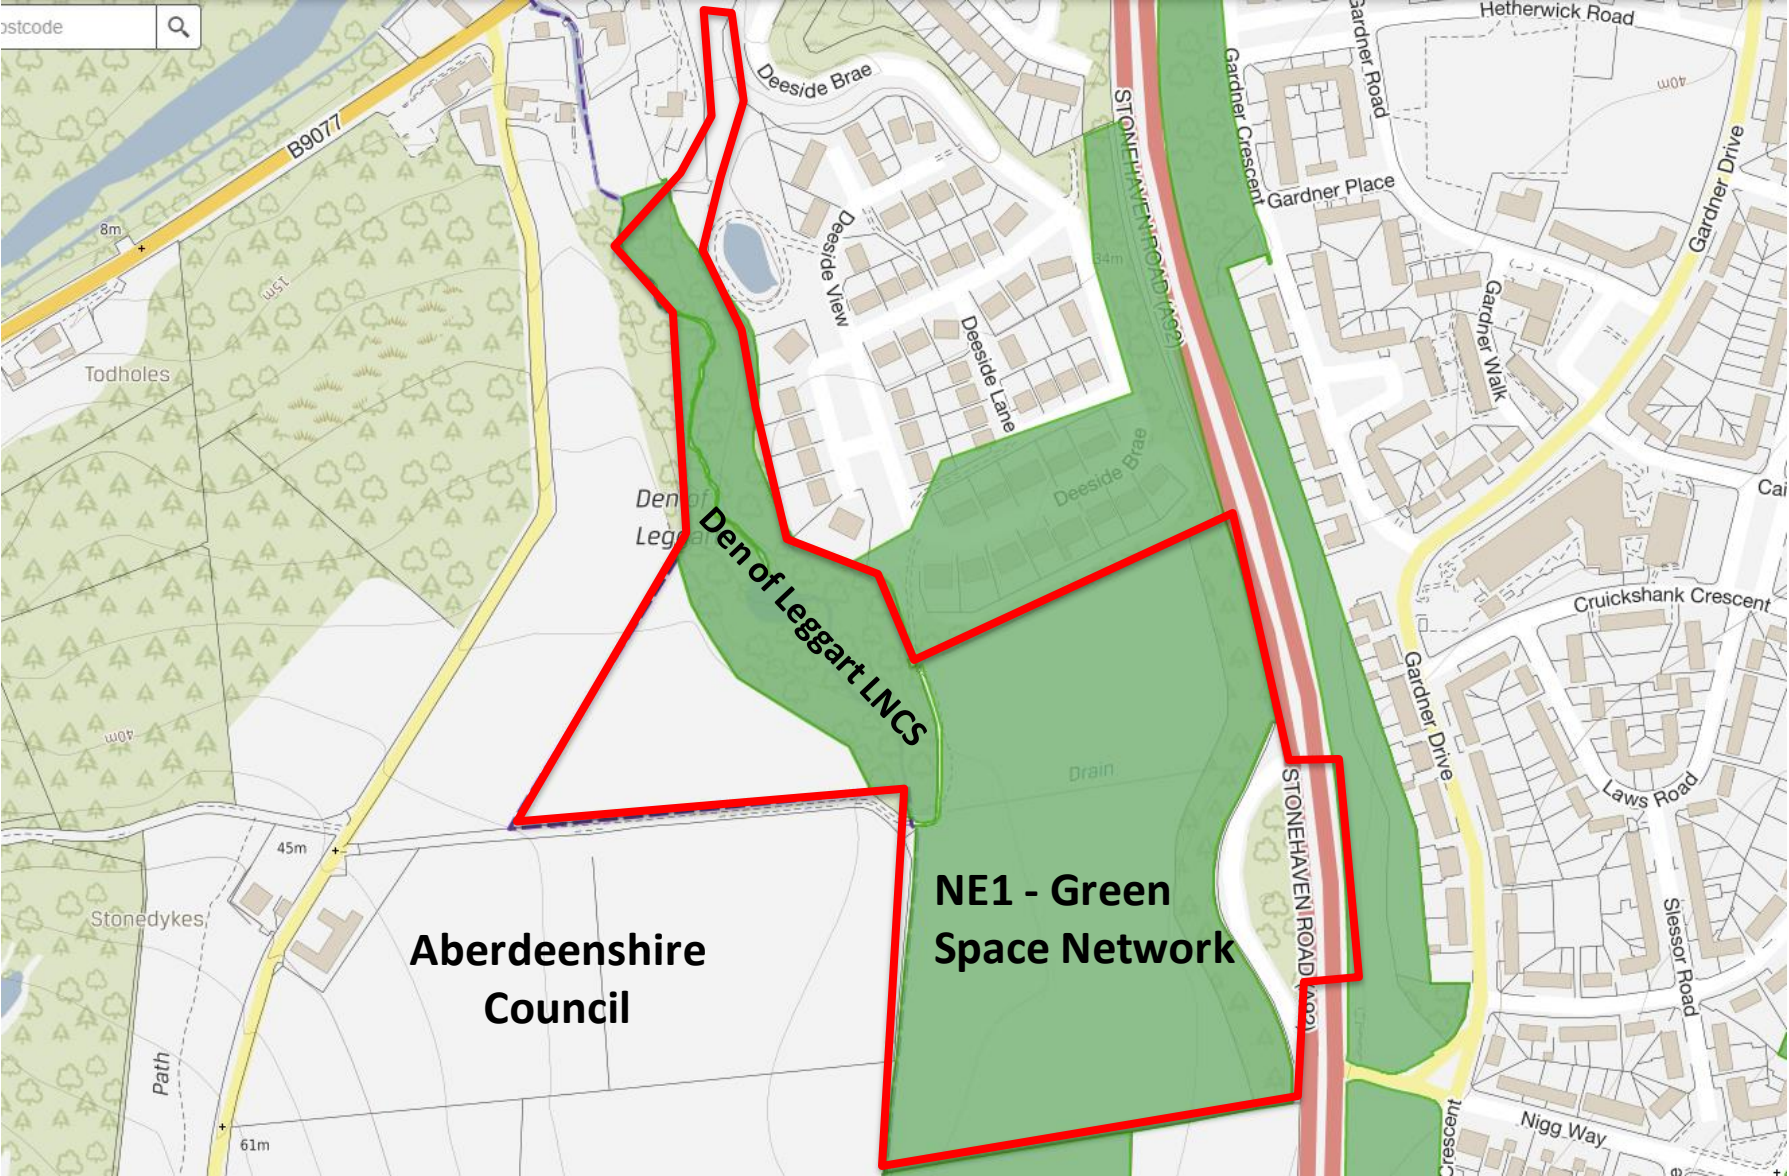 ostcode
Hetherwick Road
Gardner Road
Deeside Brae
40m
Gardner Crescent
B9077
STONEHAVEN ROAD (A92)
Gardner Drive
Gardner Place
8m
Deeside View
34m
15m
Gardner Walk
Deeside Lane
Todholes
Deeside Brae
Den of
Leggar
Cai
Den of Leggart LNCS
Cruickshank Crescent
Gardner Drive
40m
Drain
STONEHAVEN ROAD (A92)
Laws Road
45m
NE1 - Green
Space Network
Stonedykes
Aberdeenshire
Council
Slessor Road
Path
61m
Nigg Way
Crescent